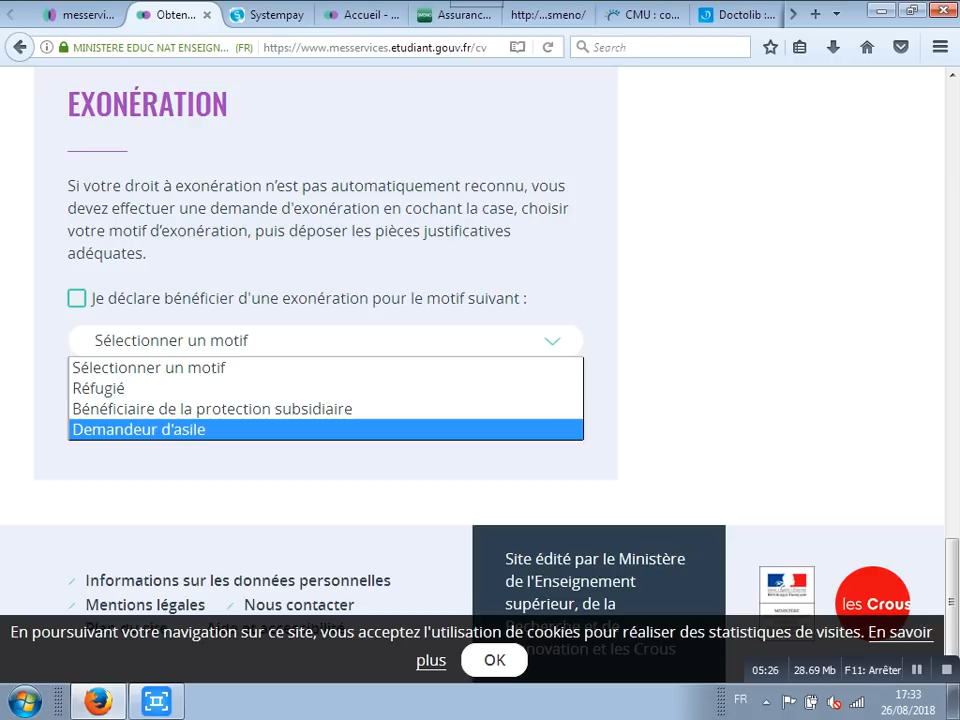 messervi...
Obten...
Systempay
Accueil - ...
Assuranc...
http:/...smeno/
CMU : co...
Doctolib :...
MINISTERE EDUC NAT ENSEIGN... (FR)
https://www.messervices.etudiant.gouv.fr/cv
Search
EXONÉRATION
Si votre droit à exonération n'est pas automatiquement reconnu, vous
devez effectuer une demande d'exonération en cochant la case, choisir
votre motif d'exonération, puis déposer les pièces justificatives
adéquates.
Je déclare bénéficier d'une exonération pour le motif suivant :
Sélectionner un motif
Sélectionner un motif
Réfugié
Bénéficiaire de la protection subsidiaire
Demandeur d'asile
Informations sur les données personnelles
Mentions légales
Nous contacter
Site édité par le Ministère
de l'Enseignement
supérieur, de la
Recherche et de
Innovation et les Crous
MINISTÈRE
les Crous
En poursuivant votre navigation sur ce site, vous acceptez l'utilisation de cookies pour réaliser des statistiques de visites. En savoir
plus
OK
05:26
28.69 Mb
F11: Arrêter
FR
17:33
26/08/2018